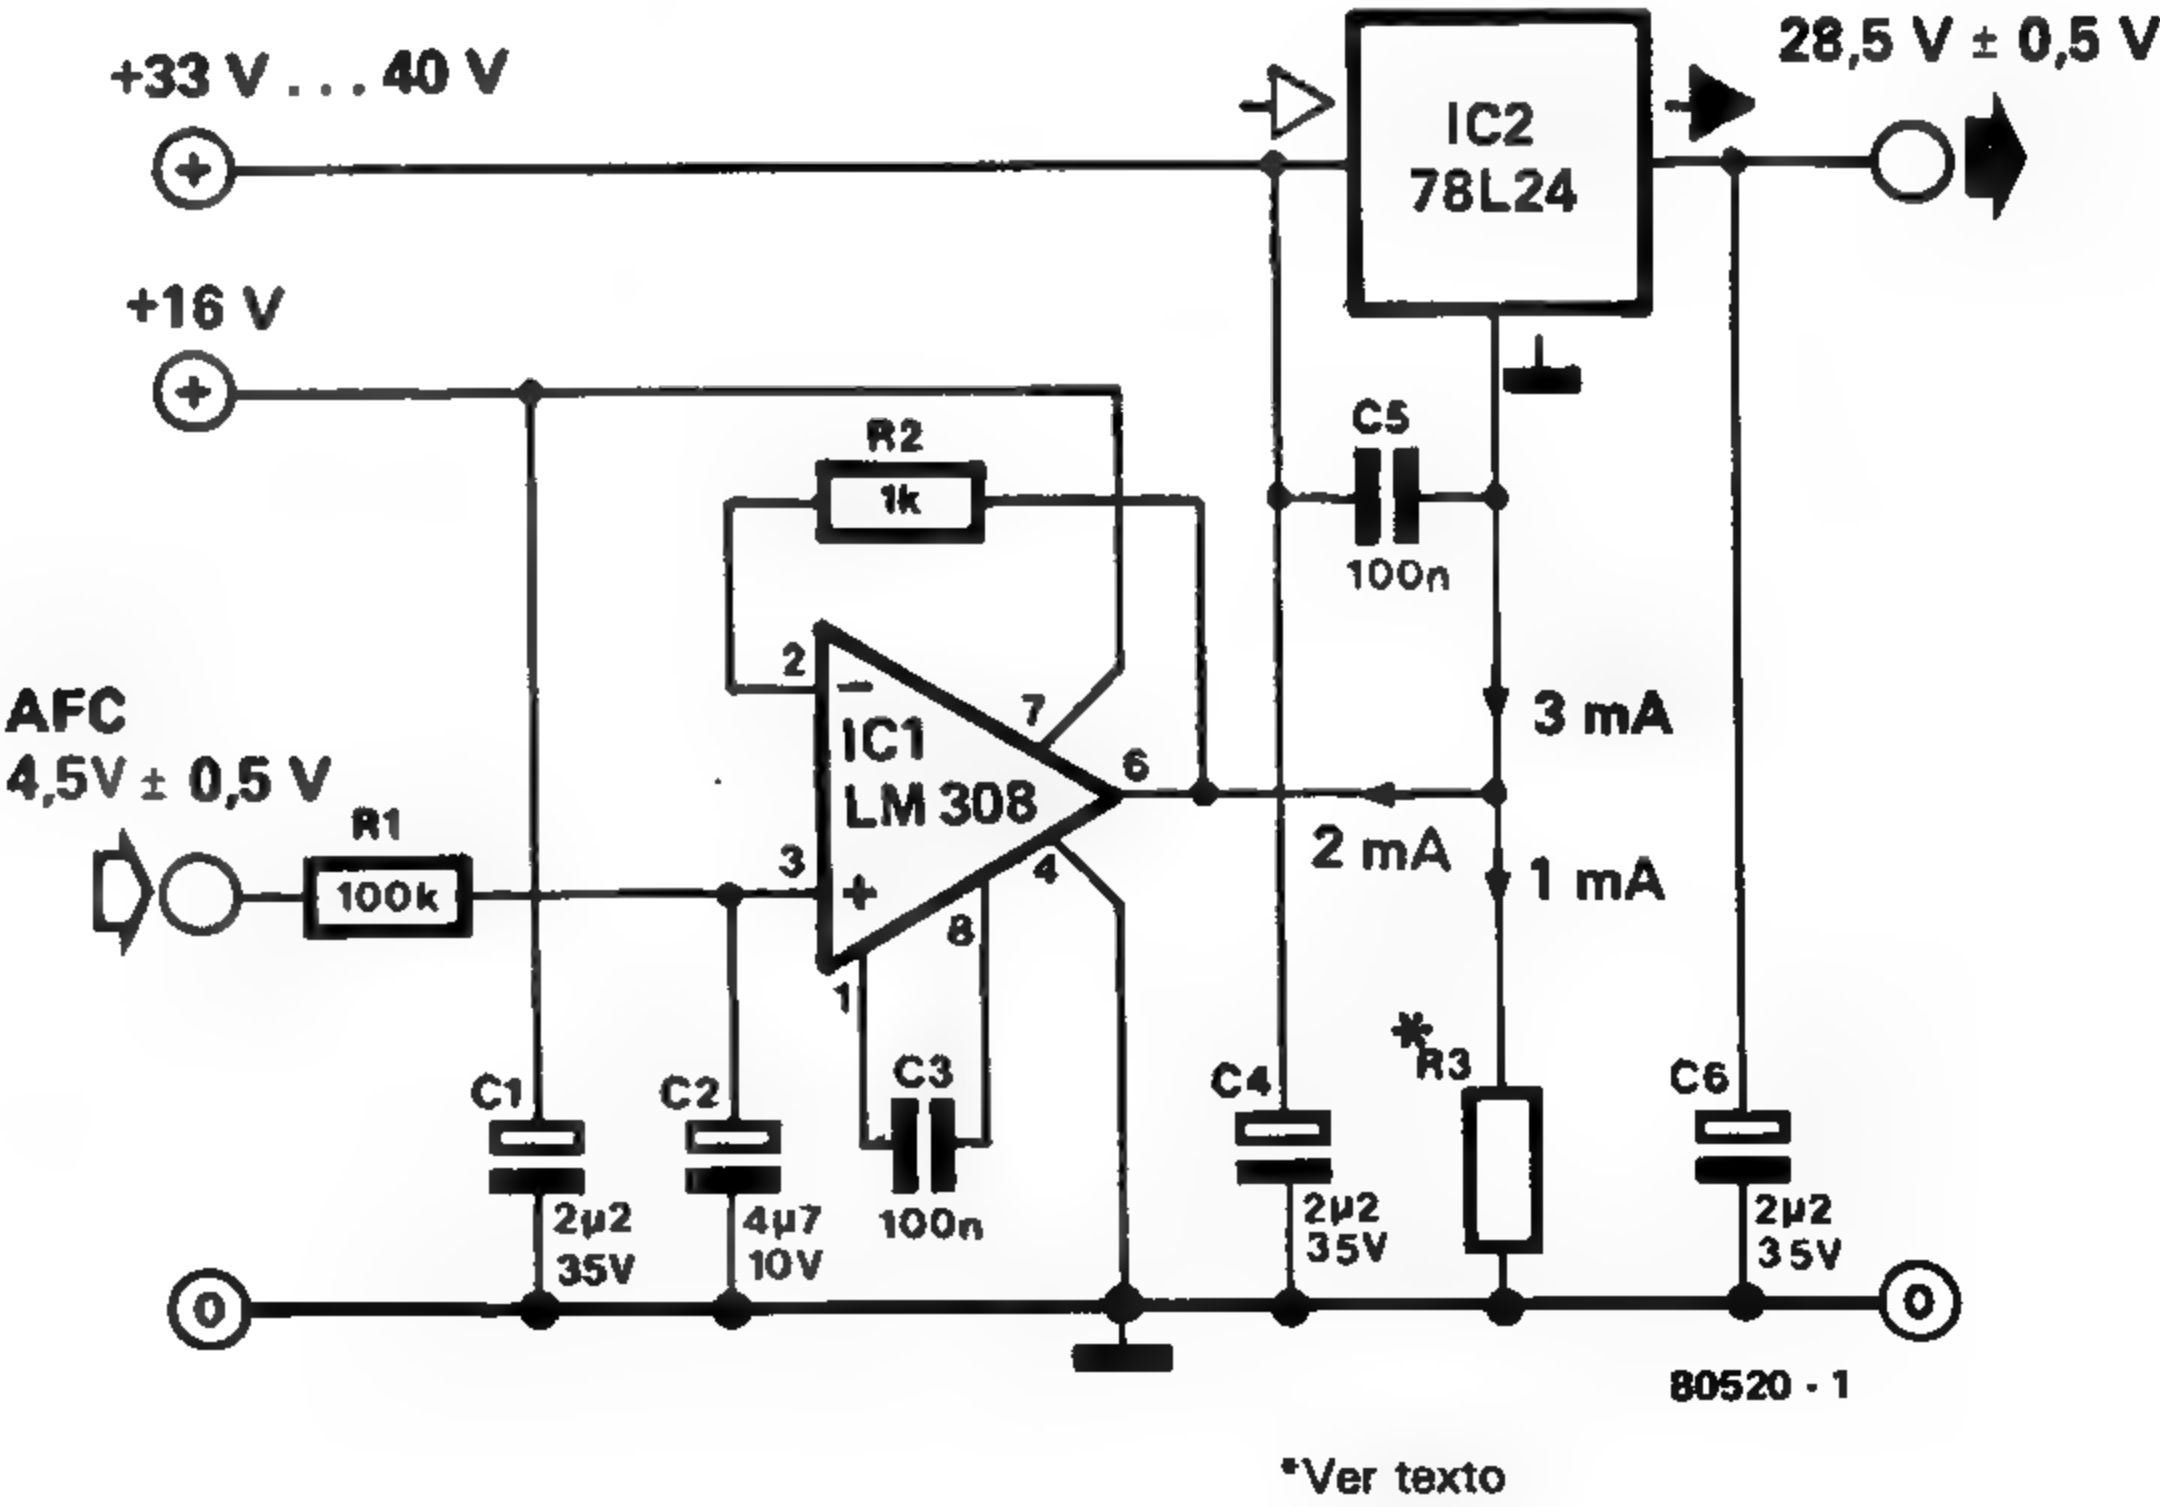 +33 V ... 40 V
28,5 V ± 0,5 V
IC2
78L24
+
+16 V
+
C5
100n
R2
1k
2
−
7
3 mA
AFC
4,5V ± 0,5 V
IC1
LM 308
6
2 mA
1 mA
R1
100k
3
+
4
8
1
C3
100n
*
R3
C1
2µ2
35V
C2
4µ7
10V
C4
2µ2
35V
C6
2µ2
35V
0
0
80520 - 1
*Ver texto